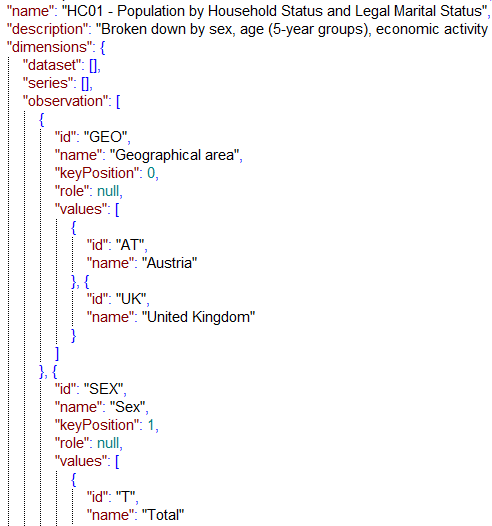 "name": "HC01 - Population by Household Status and Legal Marital Status",
"description": "Broken down by sex, age (5-year groups), economic activity
"dimensions": {
"dataset": [],
"series": [],
"observation": [
{
"id": "GEO",
"name": "Geographical area",
"keyPosition": 0,
"role": null,
"values": [
{
"id": "AT",
"name": "Austria"
}, {
"id": "UK",
"name": "United Kingdom"
}
]
}, {
"id": "SEX",
"name": "Sex",
"keyPosition": 1,
"role": null,
"values": [
{
"id": "T",
"name": "Total"